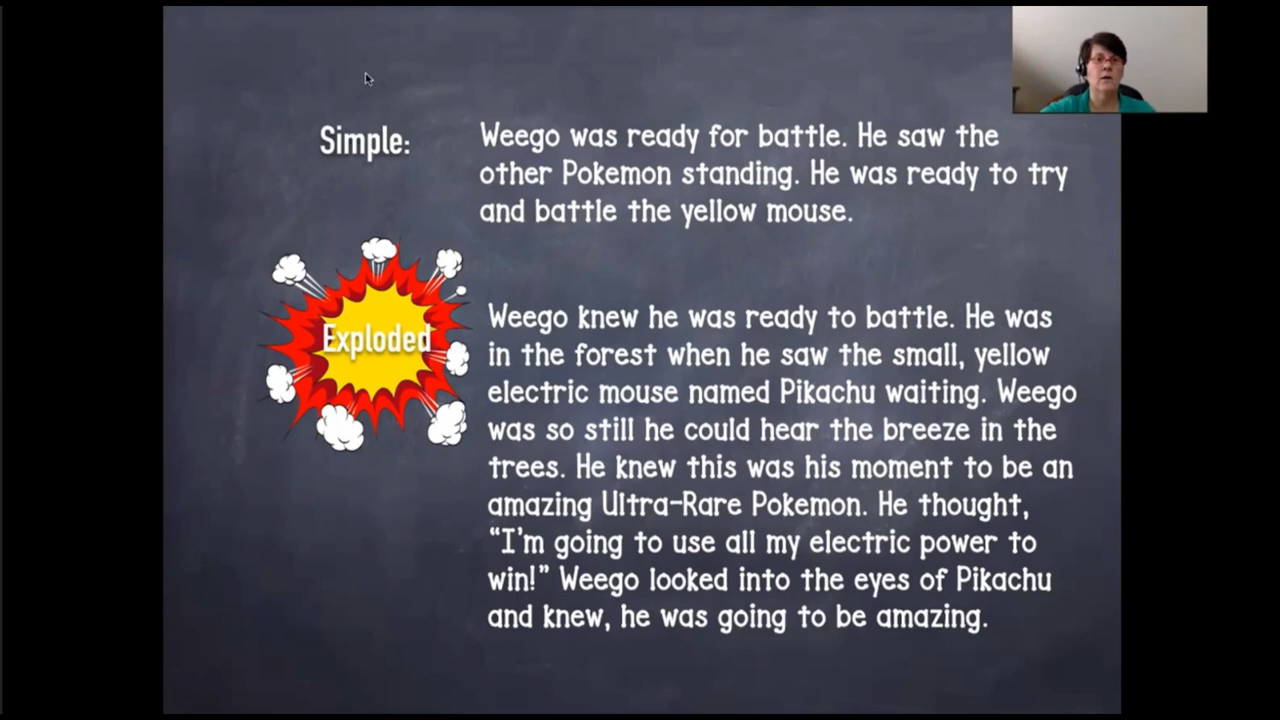 Simple:
Weego was ready for battle. He saw the
other Pokemon standing. He was ready to try
and battle the yellow mouse.
Exploded
Weego knew he was ready to battle. He was
in the forest when he saw the small, yellow
electric mouse named Pikachu waiting. Weego
was so still he could hear the breeze in the
trees. He knew this was his moment to be an
amazing Ultra-Rare Pokemon. He thought,
“I’m going to use all my electric power to
win!” Weego looked into the eyes of Pikachu
and knew, he was going to be amazing.